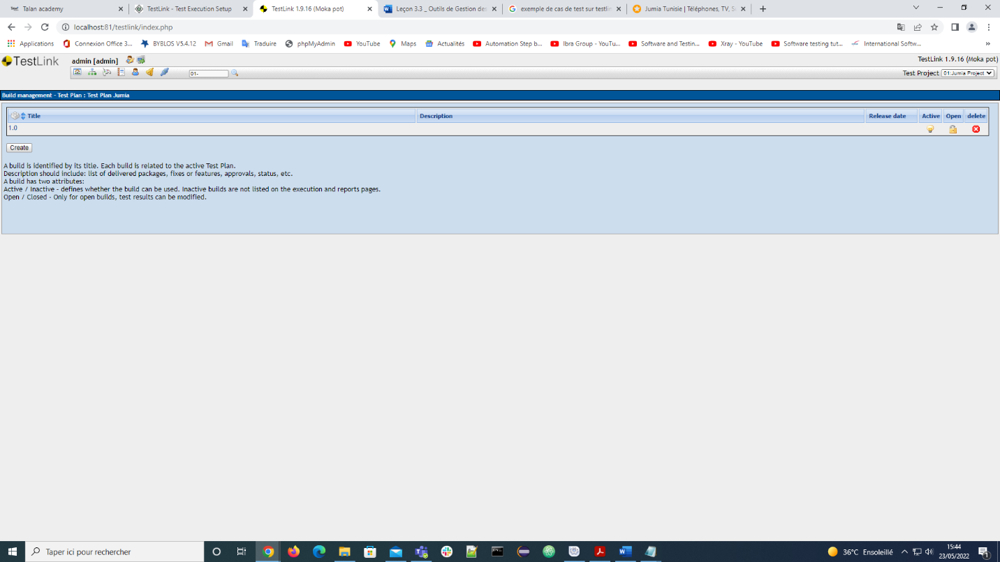 Talan academy
TestLink - Test Execution Setup
TestLink 1.9.16 (Moka pot)
Leçon 3.3 _ Outils de Gestion des
exemple de cas de test sur testlin
Jumia Tunisie | Téléphones, TV, S
localhost:81/testlink/index.php
Applications
Connexion Office 3...
BYBLOS V5.4.12
Gmail
Traduire
phpMyAdmin
YouTube
Maps
Actualités
Automation Step b...
Ibra Group - YouTu...
Xray - YouTube
Software and Testin...
Software testing tut...
International Softw...
»
TestLink
admin [admin]
TestLink 1.9.16 (Moka pot)
01-
Test Project 01:Jumia Project
Build management - Test Plan : Test Plan Jumia
Title Description Release date Active Open delete
1.0
Create
A build is identified by its title. Each build is related to the active Test Plan.
Description should include: list of delivered packages, fixes or features, approvals, status, etc.
A build has two attributes:
Active / Inactive - defines whether the build can be used. Inactive builds are not listed on the execution and reports pages.
Open / Closed - Only for open builds, test results can be modified.
Taper ici pour rechercher
36°C Ensoleillé
15:44
23/05/2022
1